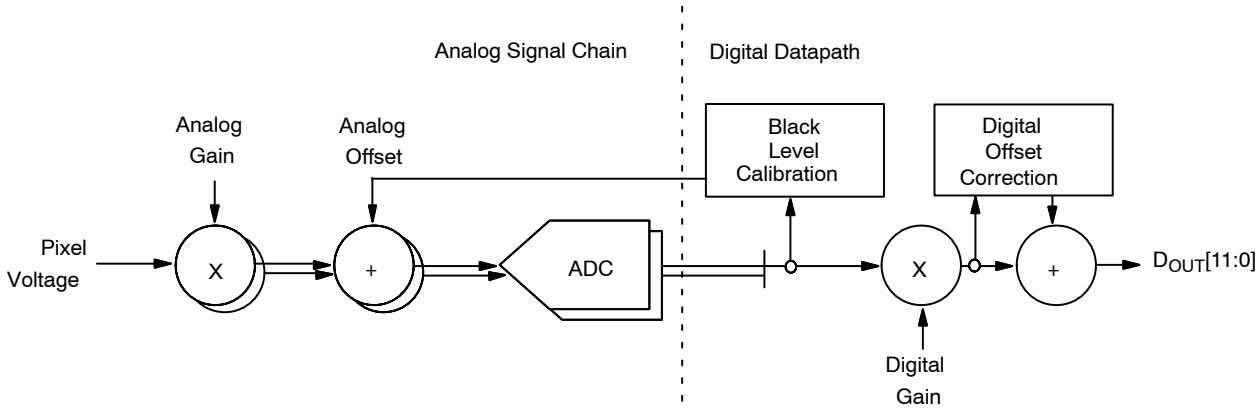 Analog Signal Chain
Digital Datapath
Analog
Gain
Analog
Offset
Black
Level
Calibration
Digital
Offset
Correction
Pixel
Voltage
X
+
ADC
X
+
DOUT[11:0]
Digital
Gain